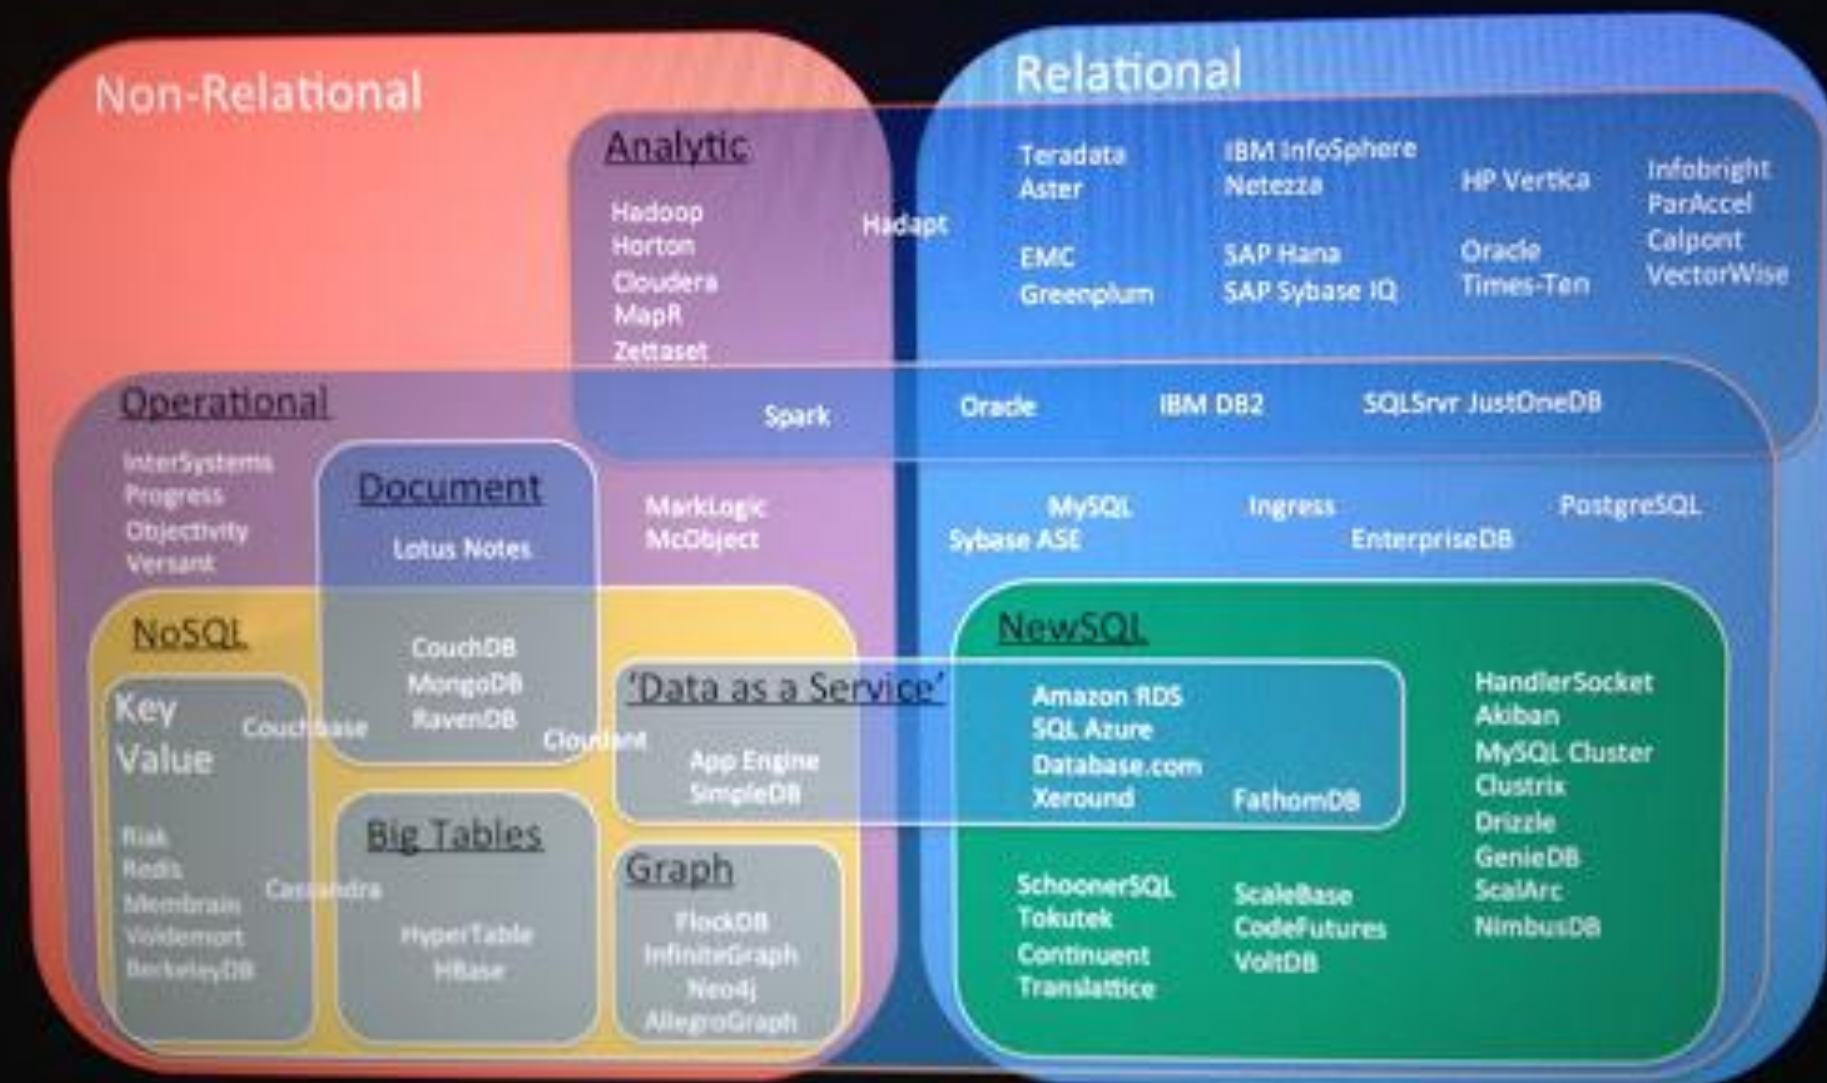 Non-Relational
Relational
Analytic
Hadoop
Horton
Cloudera
MapR
Zettaset
Hadapt
Teradata
Aster
EMC
Greenplum
IBM InfoSphere
Netezza
SAP Hana
SAP Sybase IQ
HP Vertica
Oracle
Times-Ten
Infobright
ParAccel
Calpont
VectorWise
Operational
Spark
Oracle
IBM DB2
SQLSrvr JustOneDB
InterSystems
Progress
Objectivity
Versant
Document
Lotus Notes
MarkLogic
McObject
MySQL
Ingress
PostgreSQL
Sybase ASE
EnterpriseDB
NoSQL
CouchDB
MongoDB
RavenDB
Key
Value
Couchbase
Cloudant
Riak
Redis
Membrain
Voldemort
BerkeleyDB
Cassandra
Big Tables
HyperTable
HBase
'Data as a Service'
App Engine
SimpleDB
Graph
FlockDB
InfiniteGraph
Neo4j
AllegroGraph
NewSQL
Amazon RDS
SQL Azure
Database.com
Xeround
FathomDB
HandlerSocket
Akiban
MySQL Cluster
Clustrix
Drizzle
GenieDB
ScalArc
NimbusDB
SchoonerSQL
Tokutek
Continuent
Translattice
ScaleBase
CodeFutures
VoltDB